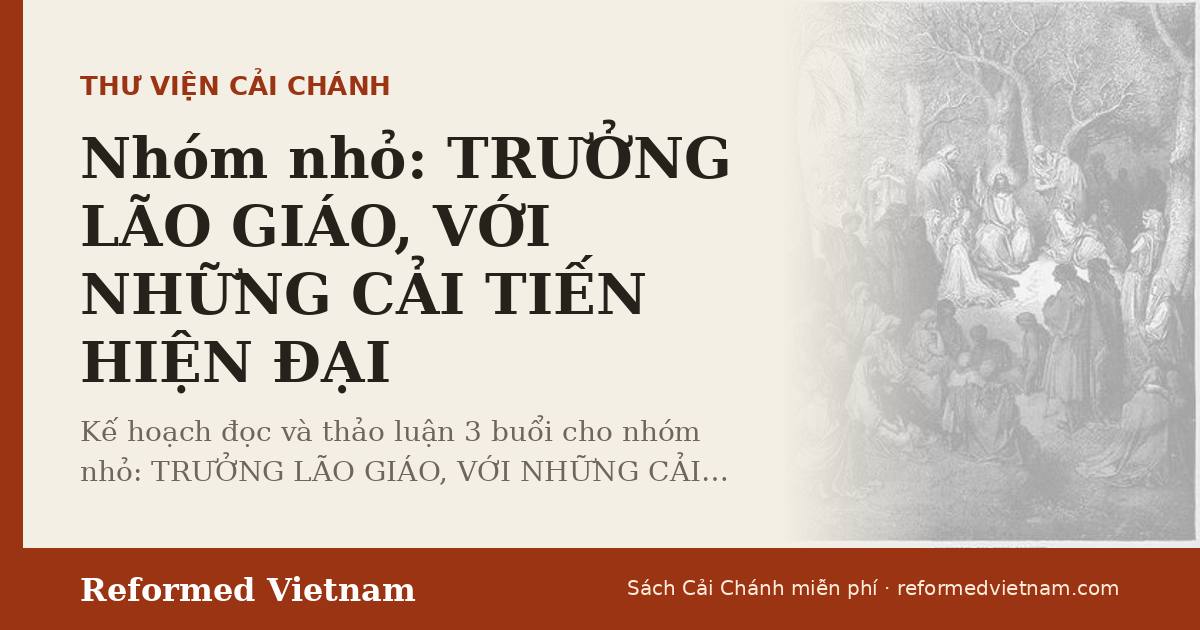 THƯ VIỆN CẢI CHÁNH
Nhóm nhỏ: TRƯỞNG
LÃO GIÁO, VỚI
NHỮNG CẢI TIẾN
HIỆN ĐẠI
Kế hoạch đọc và thảo luận 3 buổi cho nhóm
nhỏ: TRƯỞNG LÃO GIÁO, VỚI NHỮNG CẢI…
Reformed Vietnam
Sách Cải Chánh miễn phí · reformedvietnam.com